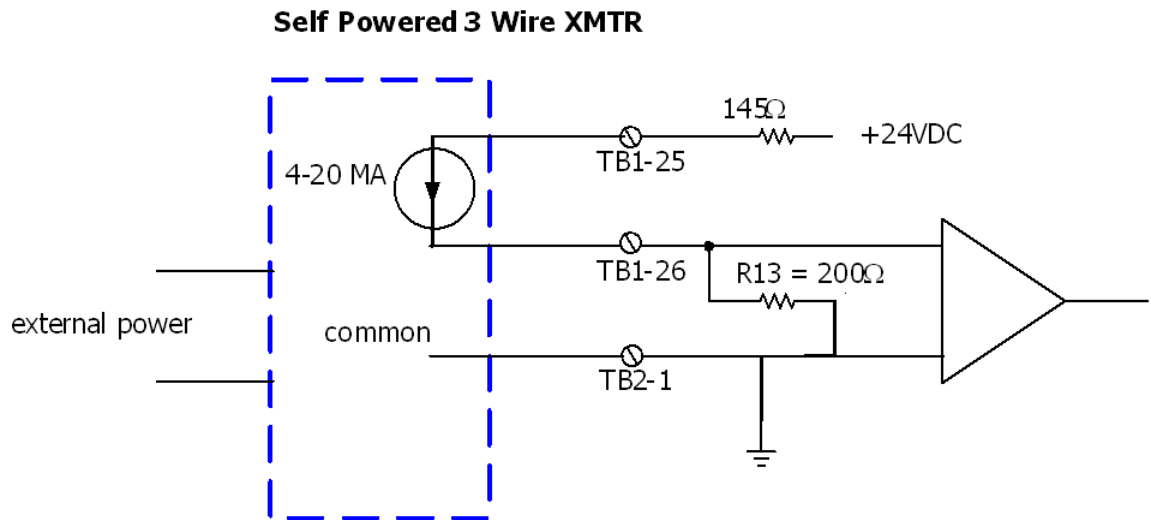 Self Powered 3 Wire XMTR
145Ω
+24VDC
TB1-25
4-20 MA
TB1-26
R13 = 200Ω
external power
common
TB2-1